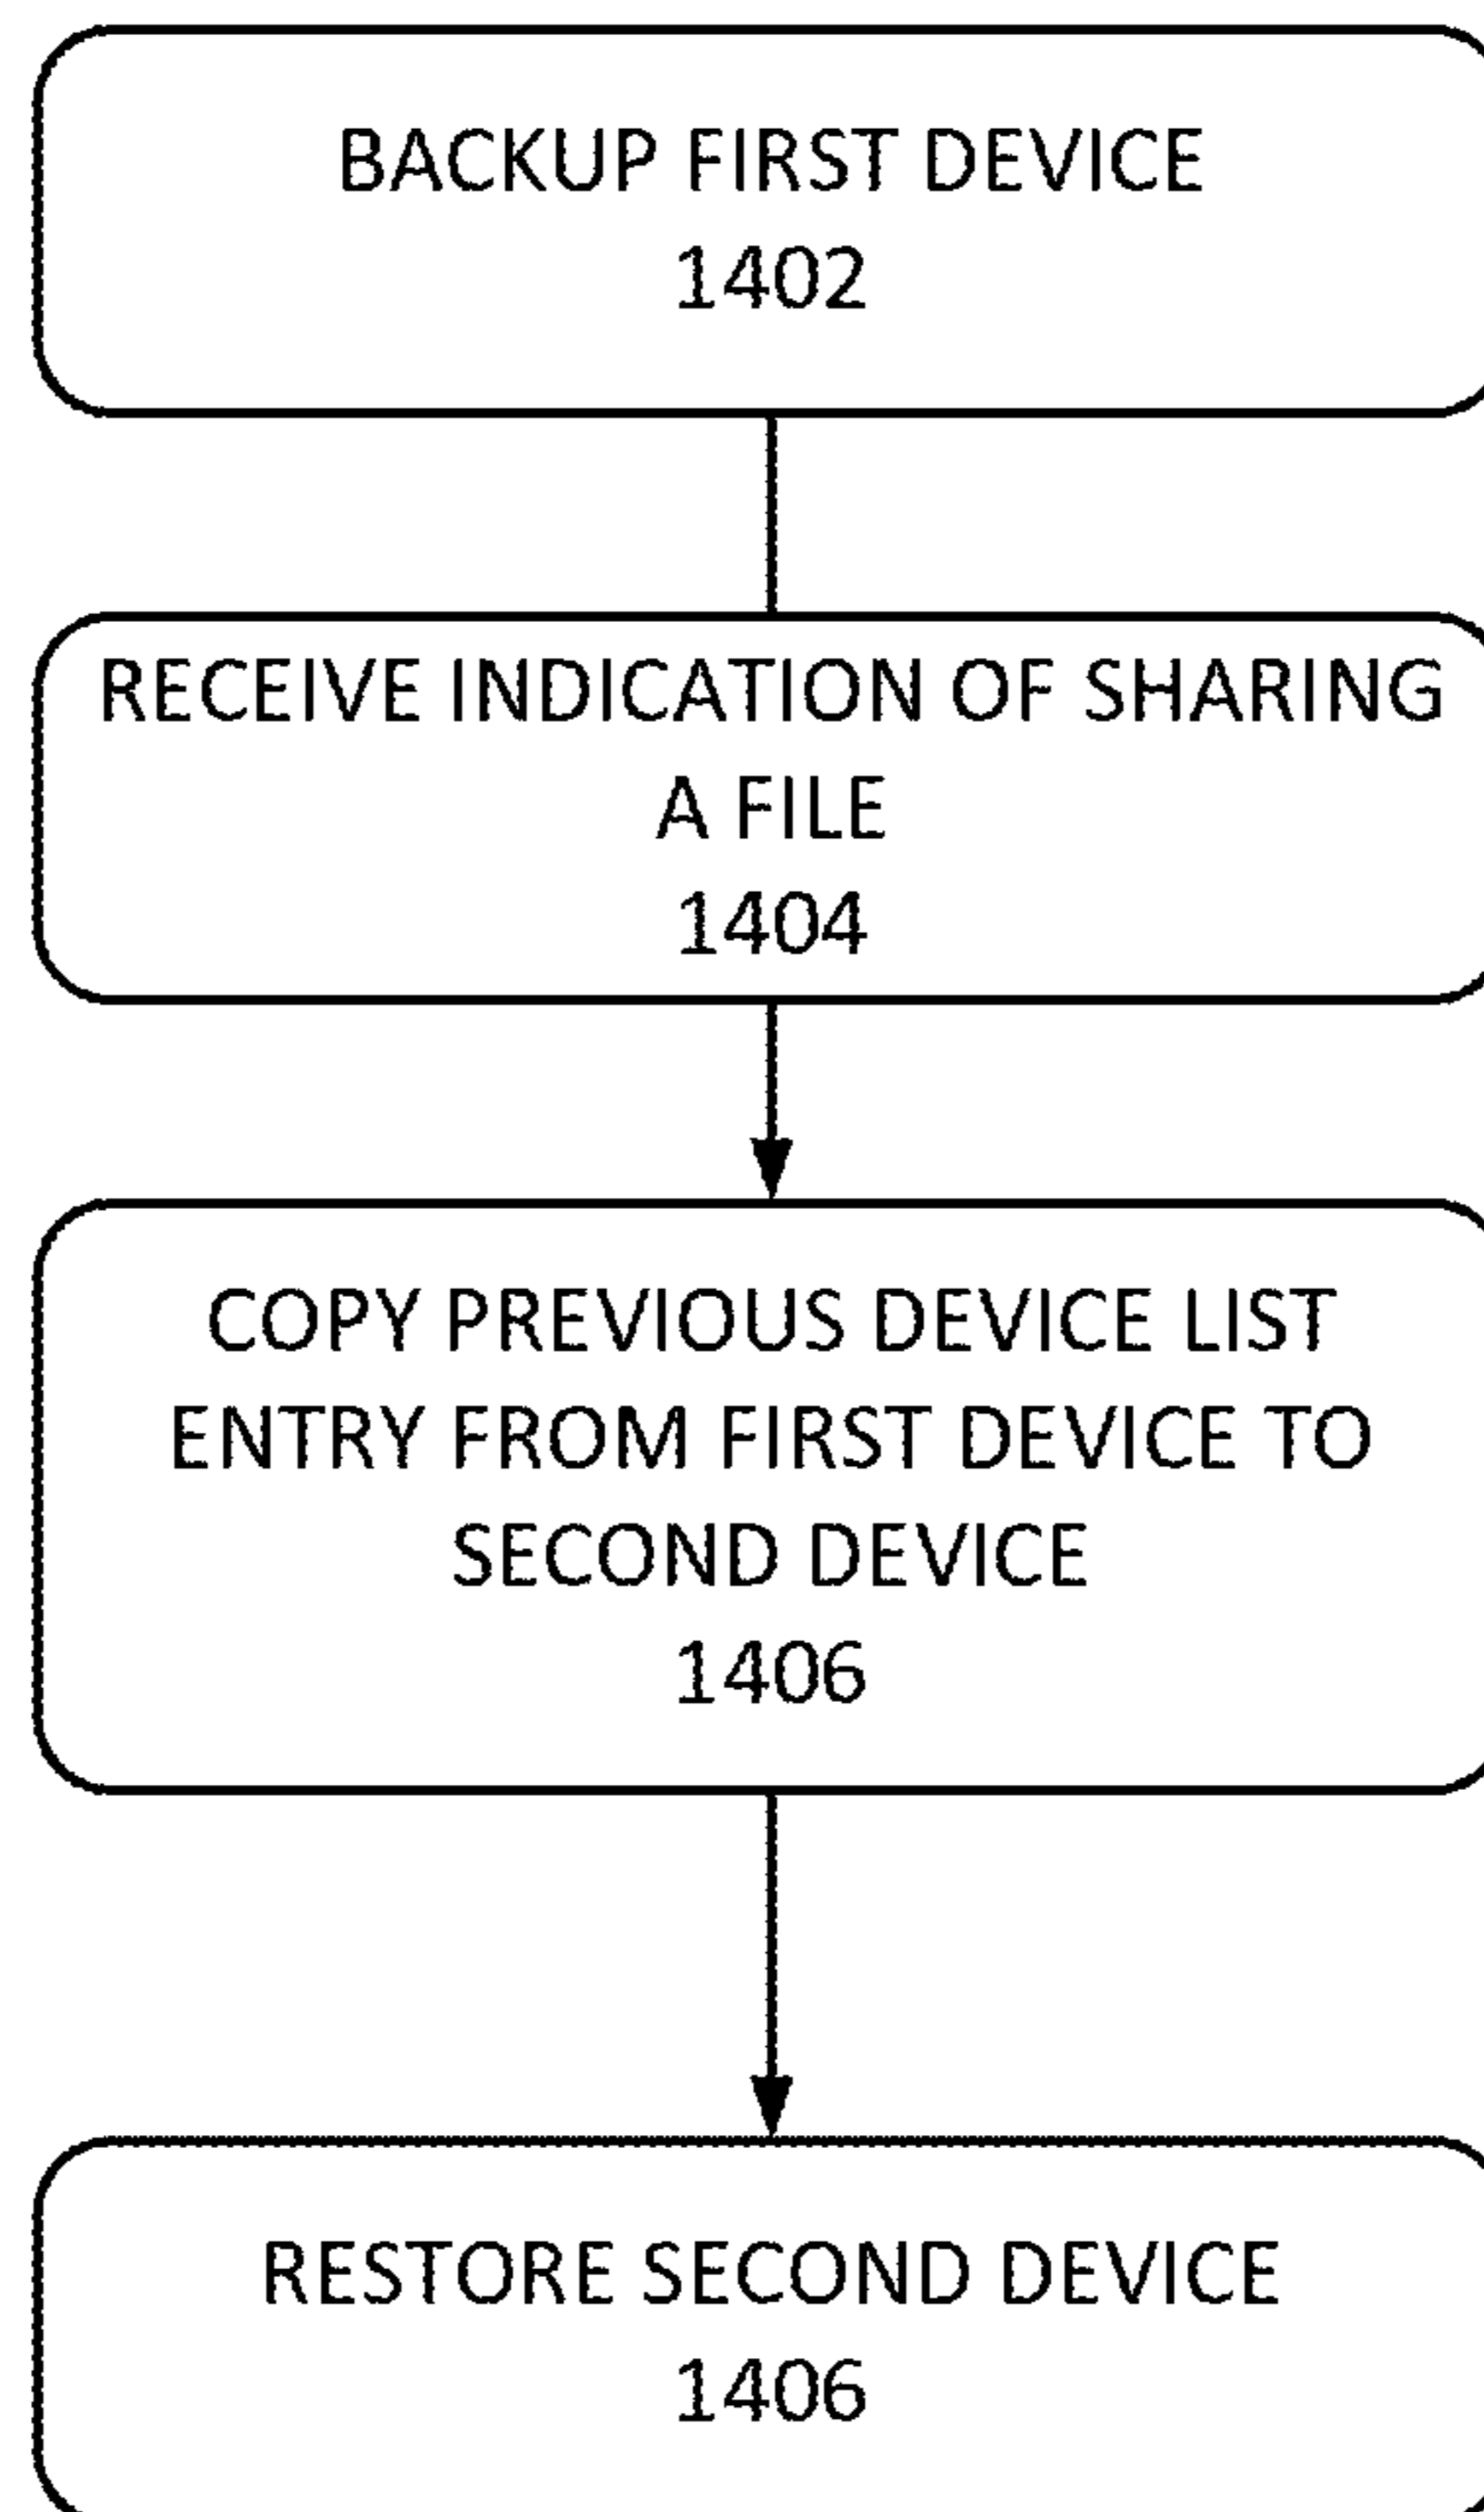 BACKUP FIRST DEVICE
1402
RECEIVE INDICATION OF SHARING
A FILE
1404
COPY PREVIOUS DEVICE LIST
ENTRY FROM FIRST DEVICE TO
SECOND DEVICE
1406
RESTORE SECOND DEVICE
1406